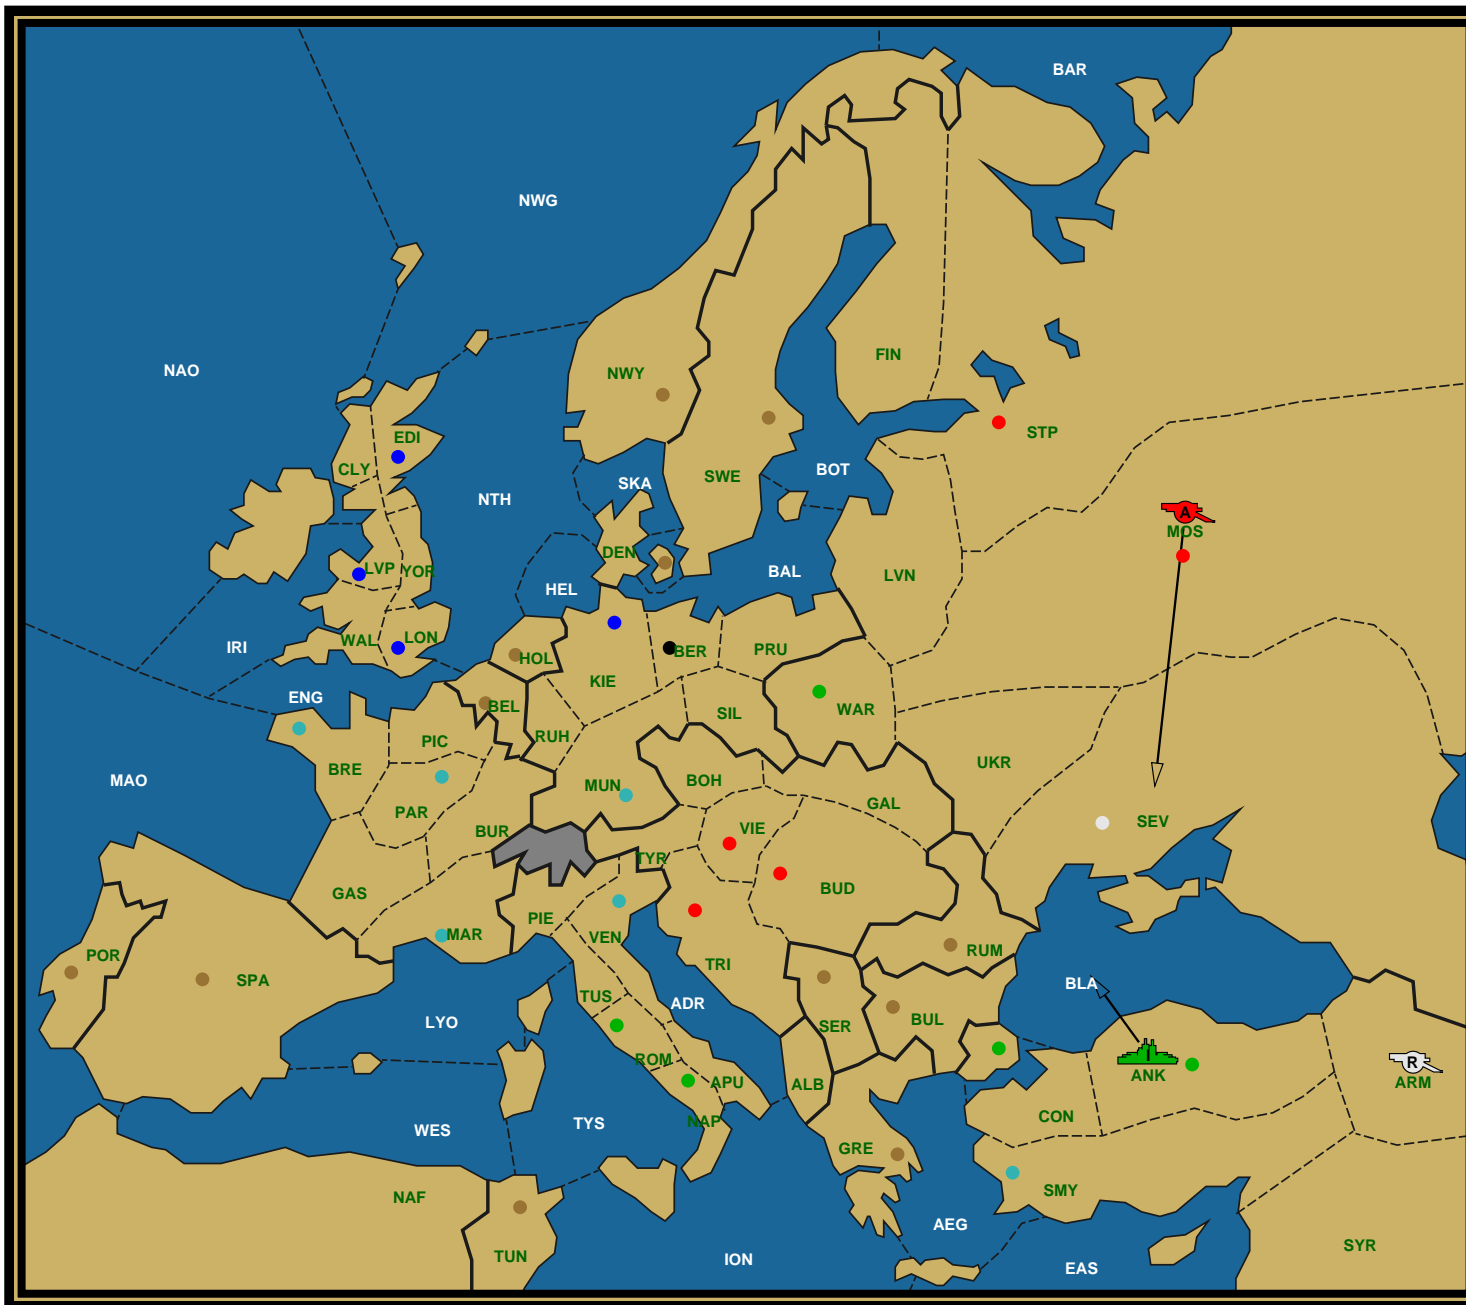 BAR
NWG
NAO
FIN
NWY
STP
EDI
CLY
SWE
BOT
SKA
NTH
A
MOS
DEN
LVP
YOR
BAL
LVN
HEL
WAL
LON
IRI
HOL
BER
PRU
KIE
ENG
BEL
WAR
SIL
RUH
PIC
BRE
UKR
MAO
MUN
BOH
PAR
GAL
SEV
BUR
VIE
TYR
BUD
GAS
PIE
MAR
VEN
RUM
POR
TRI
SPA
BLA
TUS
ADR
LYO
BUL
SER
I
ROM
R
ANK
APU
ALB
ARM
CON
NAP
TYS
WES
GRE
SMY
NAF
AEG
SYR
TUN
ION
EAS